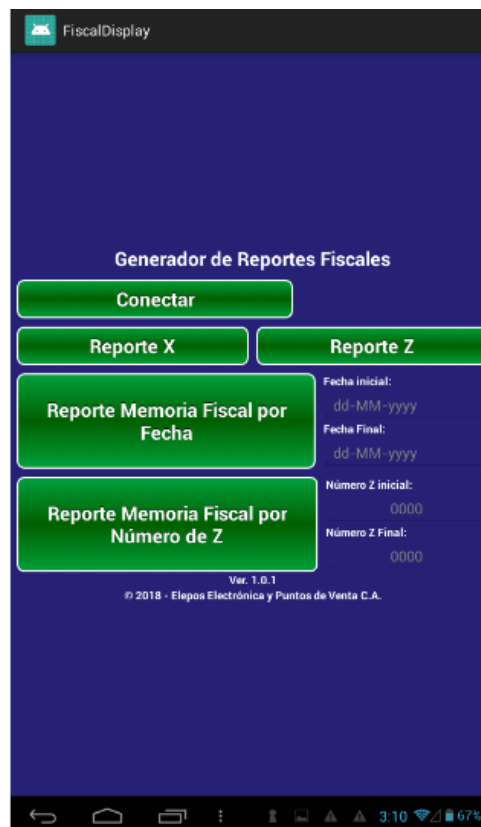 FiscalDisplay
Generador de Reportes Fiscales
Conectar
Reporte X
Reporte Z
Reporte Memoria Fiscal por
Fecha
Fecha inicial:
dd-MM-yyyy
Fecha Final:
dd-MM-yyyy
Reporte Memoria Fiscal por
Número de Z
Número Z inicial:
0000
Número Z Final:
0000
Ver. 1.0.1
© 2018 - Elepos Electrónica y Puntos de Venta C.A.
3:10
67%